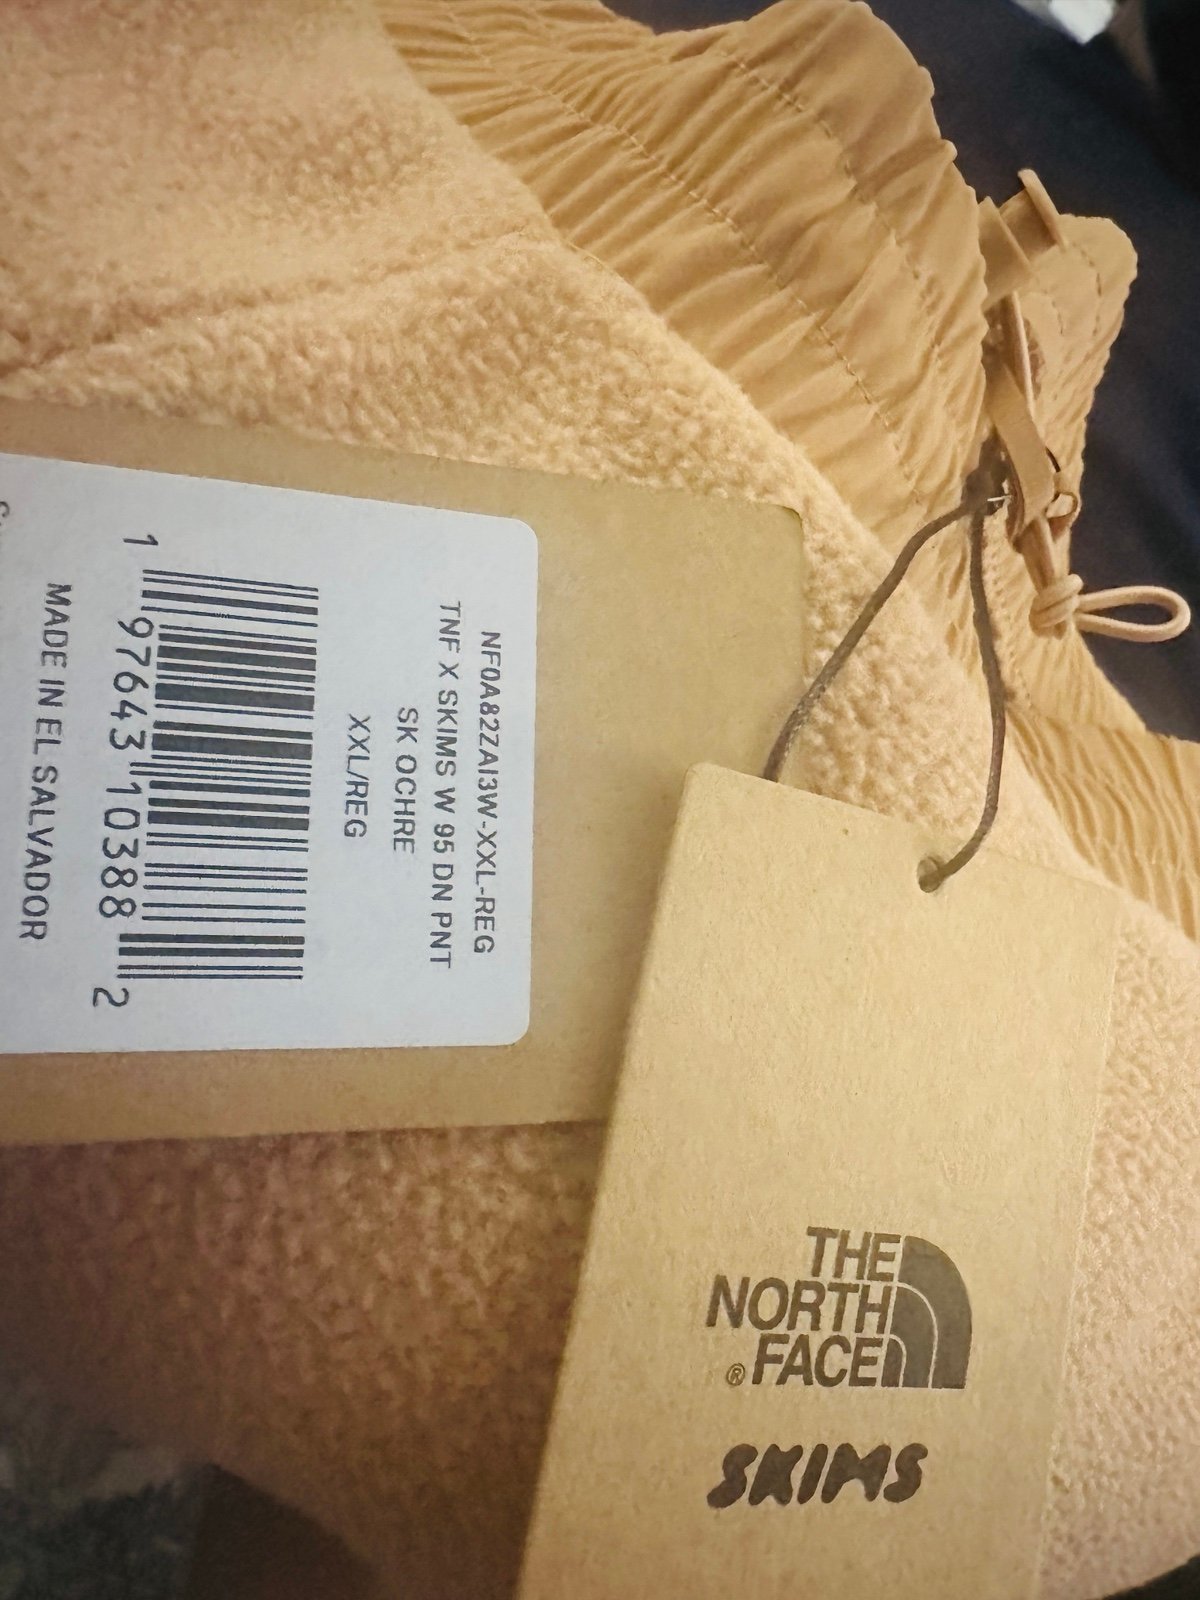 NF0A82ZAI3W-XXL-REG
TNF X SKIMS W 95 DN PNT
SK OCHRE
XXL/REG
1 97643 10388 2
MADE IN EL SALVADOR
THE
NORTH
FACE®
SKIMS